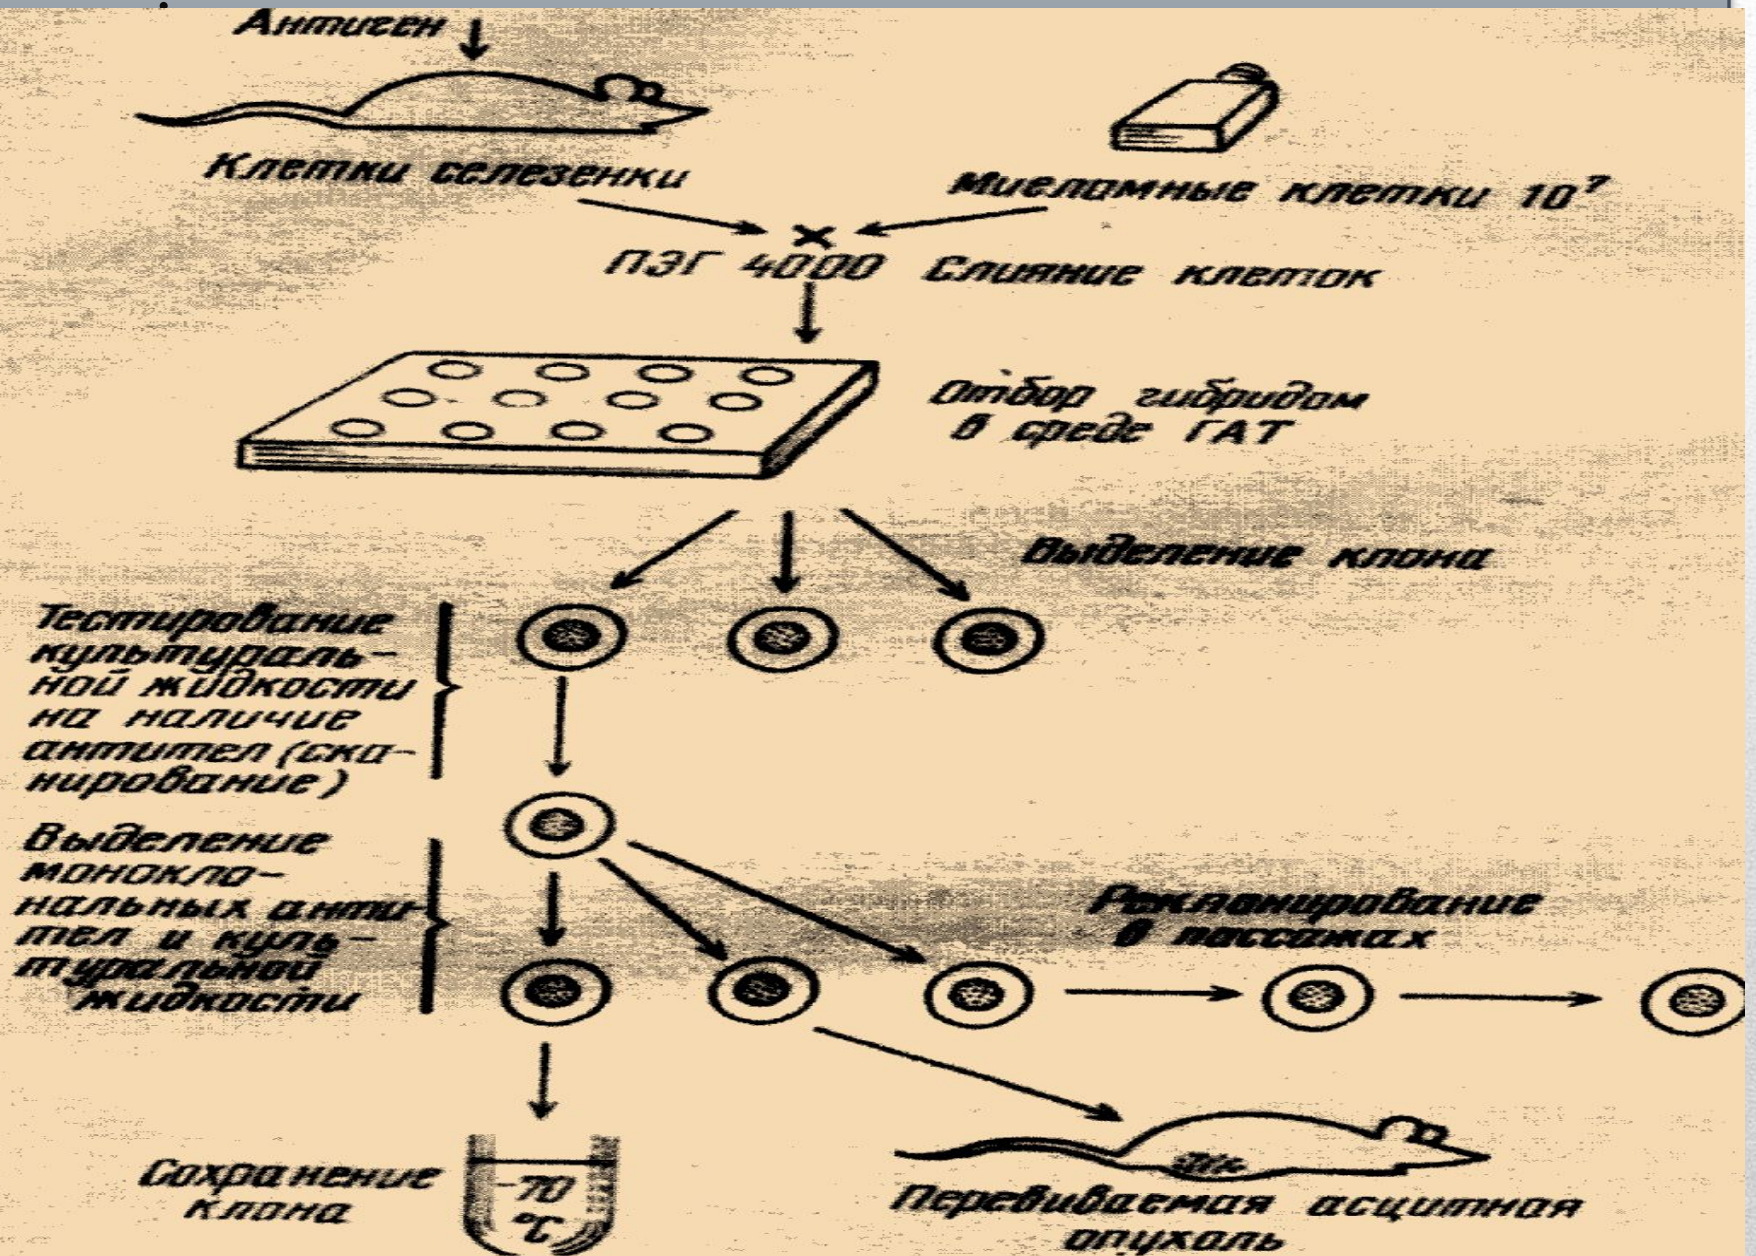 Антиген
Клетки селезенки
Миеломные клетки 10⁷
ПЭГ 4000 Слияние клеток
Отбор гибридом
в среде ГАТ
Выделение клона
Тестирование
культураль-
ной жидкости
на наличие
антител (ска-
нирование)
Выделение
монокло-
нальных анти-
тел и куль-
туральной
жидкости
Реклонирование
в пассажах
Сохранение
клона
-70
°С
Перевиваемая асцитная
опухоль